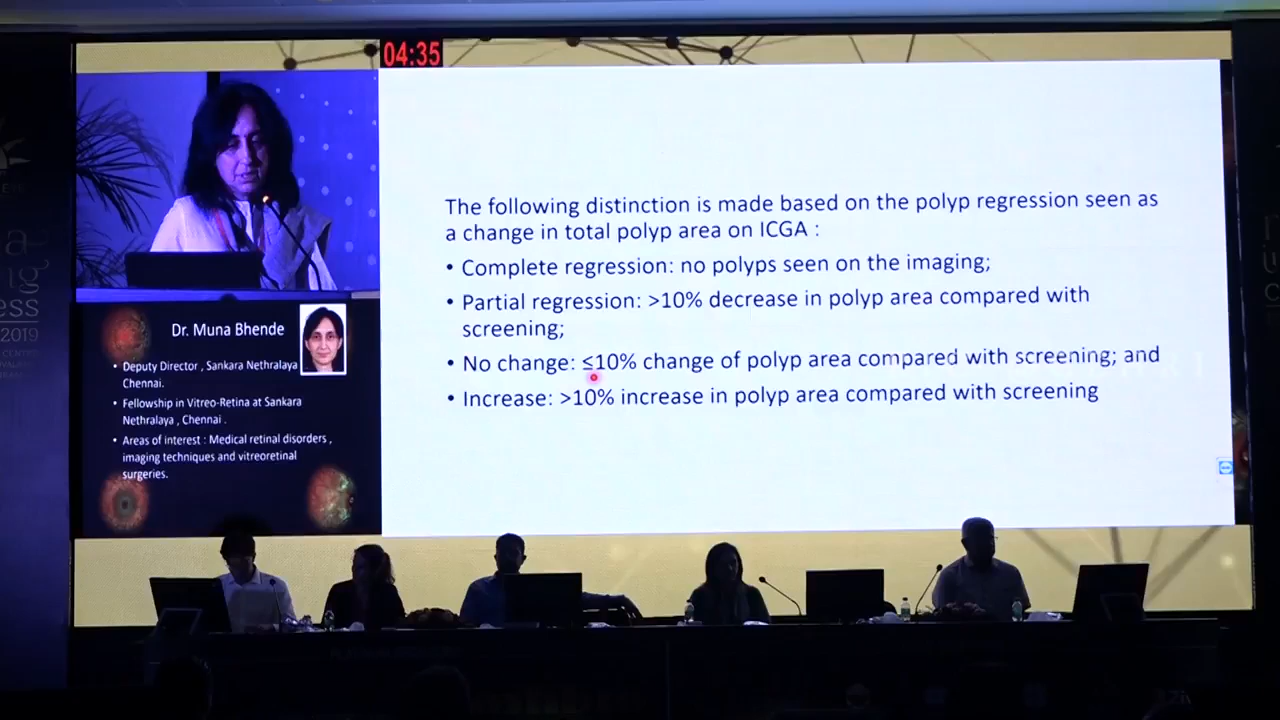 04:35
The following distinction is made based on the polyp regression seen as
a change in total polyp area on ICGA :
• Complete regression: no polyps seen on the imaging;
• Partial regression: >10% decrease in polyp area compared with
screening;
• No change: ≤10% change of polyp area compared with screening; and
• Increase: >10% increase in polyp area compared with screening
Dr. Muna Bhende
• Deputy Director , Sankara Nethralaya
Chennai.
• Fellowship in Vitreo-Retina at Sankara
Nethralaya , Chennai .
• Areas of interest : Medical retinal disorders ,
imaging techniques and vitreoretinal
surgeries.
2019